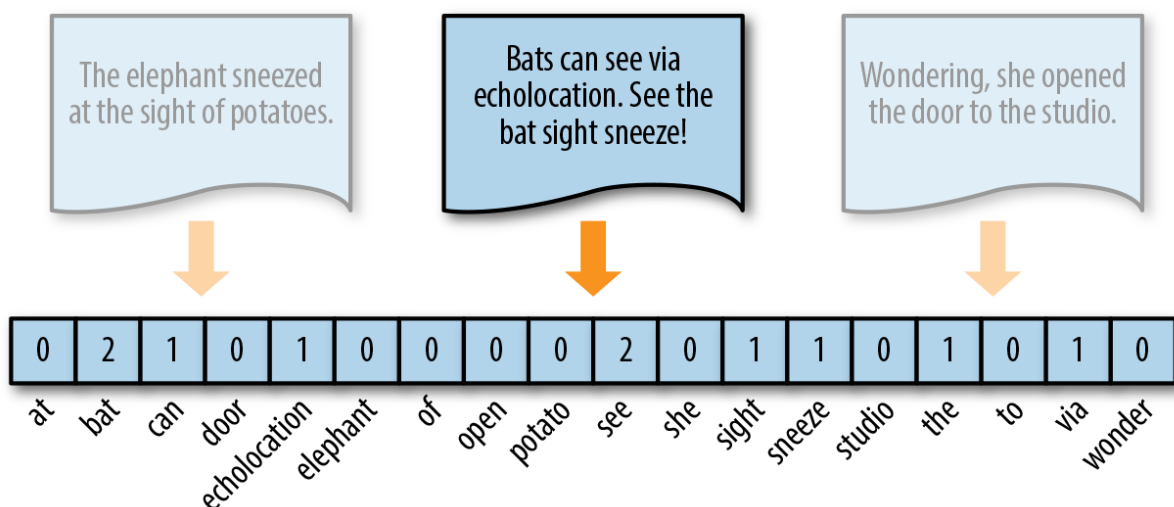 The elephant sneezed
at the sight of potatoes.
Bats can see via
echolocation. See the
bat sight sneeze!
Wondering, she opened
the door to the studio.
0 2 1 0 1 0 0 0 0 2 0 1 1 0 1 0 1 0
at bat can door echolocation elephant of open potato see she sight sneeze studio the to via wonder